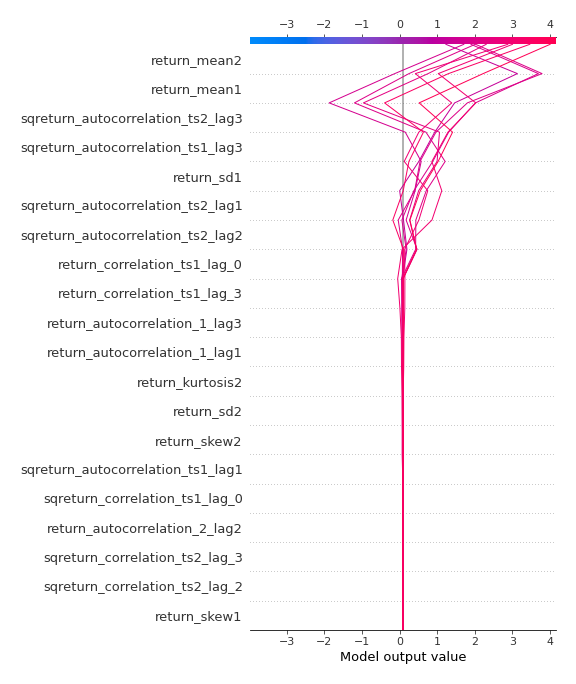 −3 −2 −1 0 1 2 3 4
return_mean2
return_mean1
sqreturn_autocorrelation_ts2_lag3
sqreturn_autocorrelation_ts1_lag3
return_sd1
sqreturn_autocorrelation_ts2_lag1
sqreturn_autocorrelation_ts2_lag2
return_correlation_ts1_lag_0
return_correlation_ts1_lag_3
return_autocorrelation_1_lag3
return_autocorrelation_1_lag1
return_kurtosis2
return_sd2
return_skew2
sqreturn_autocorrelation_ts1_lag1
sqreturn_correlation_ts1_lag_0
return_autocorrelation_2_lag2
sqreturn_correlation_ts2_lag_3
sqreturn_correlation_ts2_lag_2
return_skew1
−3 −2 −1 0 1 2 3 4
Model output value